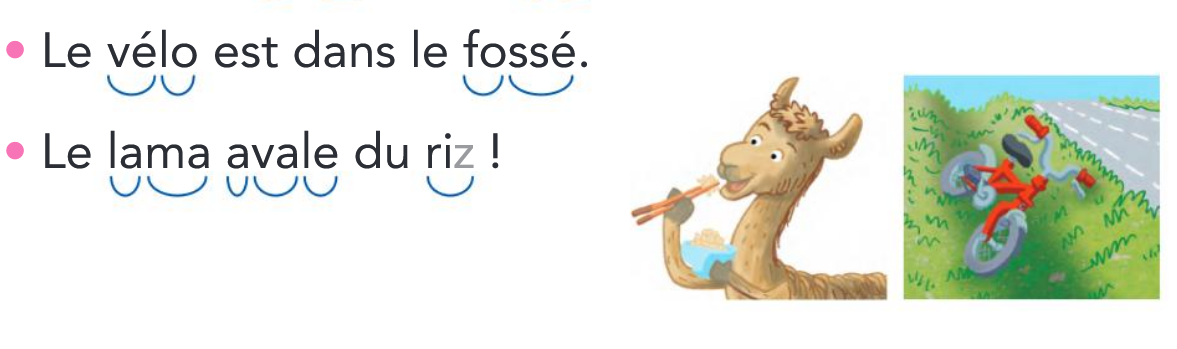 • Le vélo est dans le fossé.
• Le lama avale du riz !